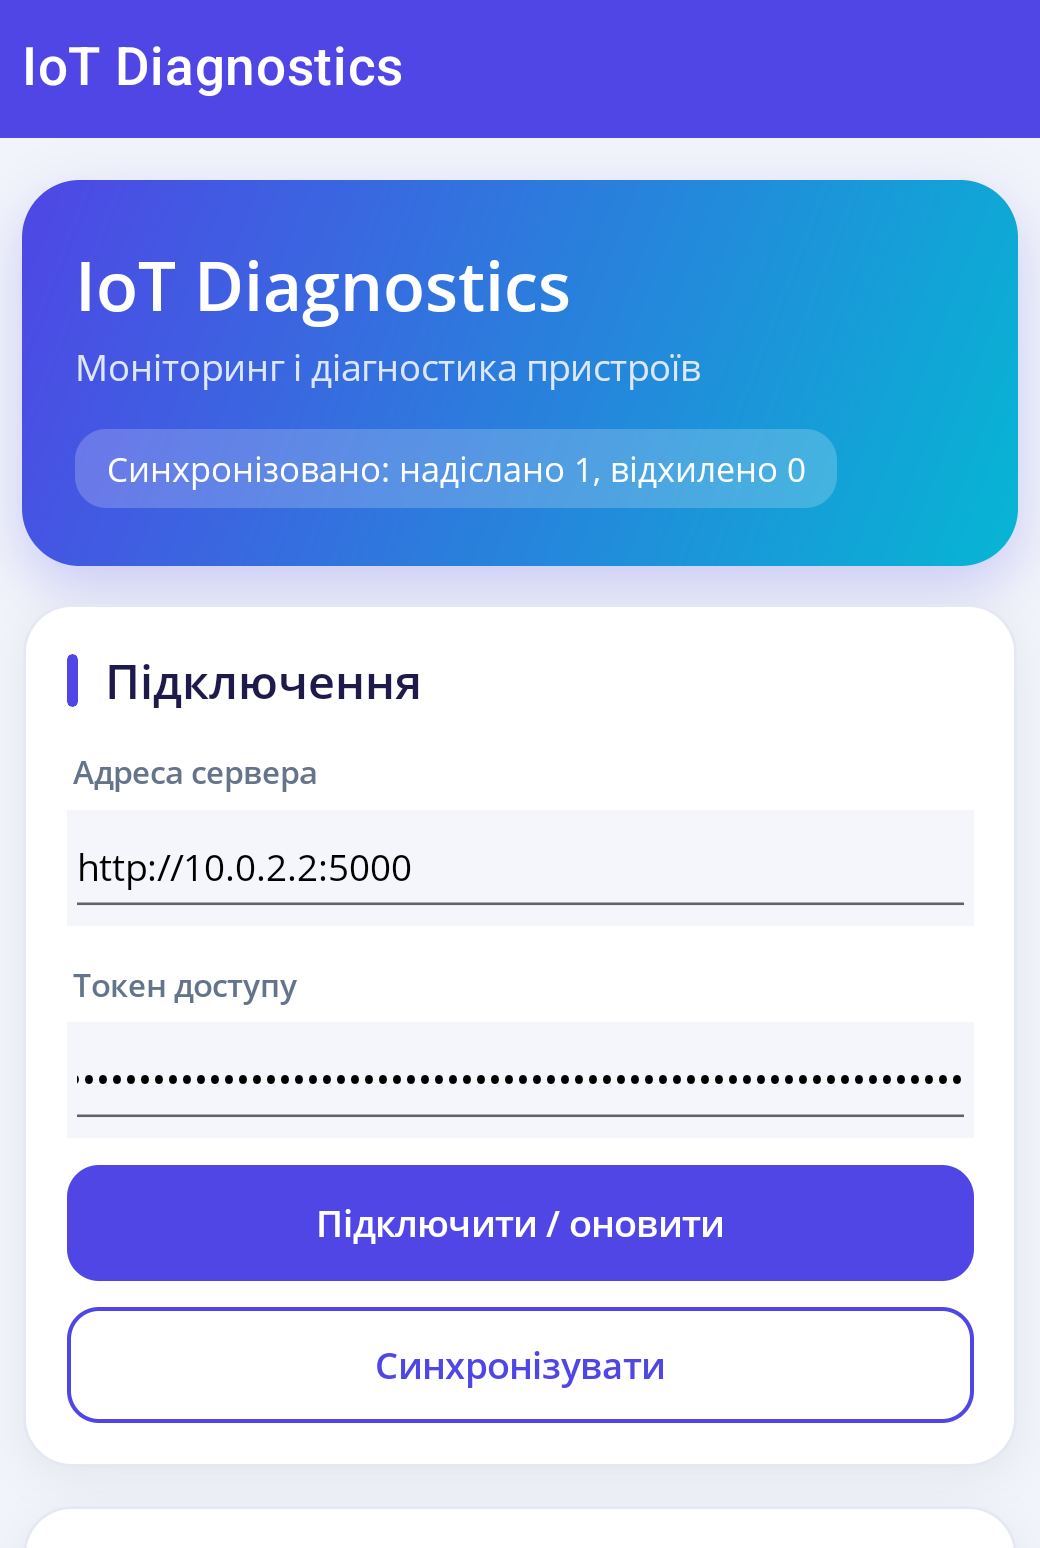 IoT Diagnostics
IoT Diagnostics
Моніторинг і діагностика пристроїв
Синхронізовано: надіслано 1, відхилено 0
Підключення
Адреса сервера
http://10.0.2.2:5000
Токен доступу
Підключити / оновити
Синхронізувати